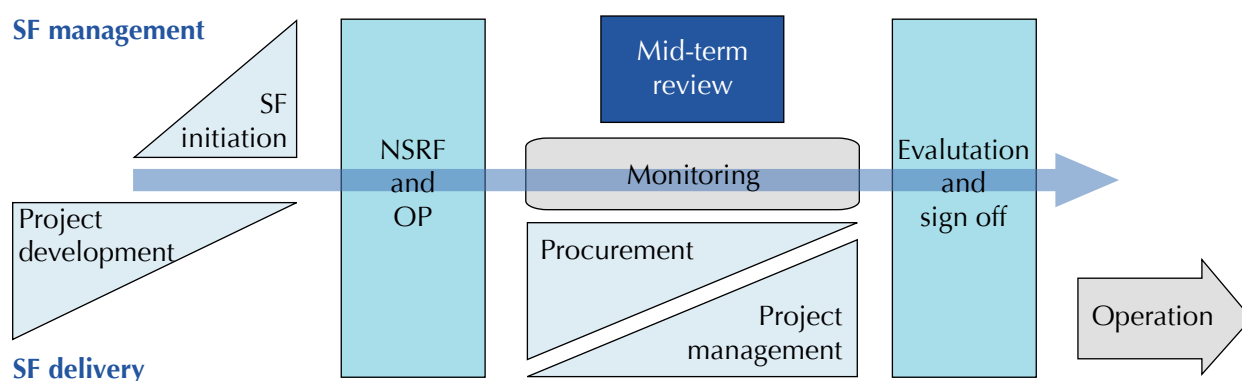 SF management
SF
initiation
Project
development
SF delivery
NSRF
and
OP
Mid-term
review
Monitoring
Procurement
Project
management
Evalutation
and
sign off
Operation